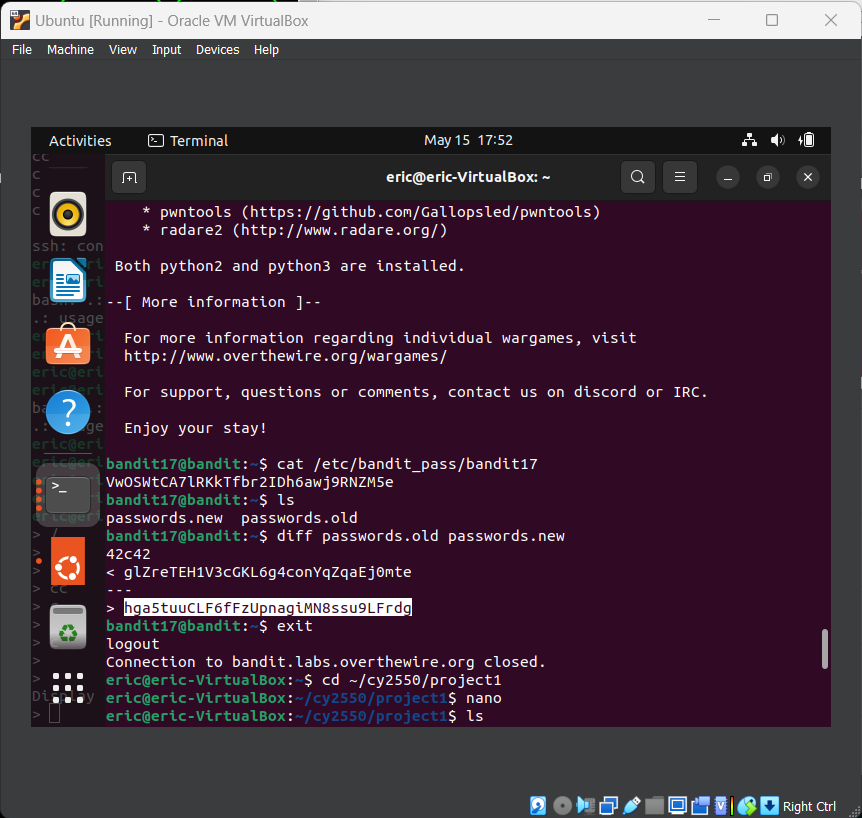 Ubuntu [Running] - Oracle VM VirtualBox
File Machine View Input Devices Help
Activities Terminal May 15 17:52
eric@eric-VirtualBox: ~
* pwntools (https://github.com/Gallopsled/pwntools)
* radare2 (http://www.radare.org/)
Both python2 and python3 are installed.
--[ More information ]--
For more information regarding individual wargames, visit
http://www.overthewire.org/wargames/
For support, questions or comments, contact us on discord or IRC.
Enjoy your stay!
bandit17@bandit:~$ cat /etc/bandit_pass/bandit17
VwOSWtCA7lRKkTfbr2IDh6awj9RNZM5e
bandit17@bandit:~$ ls
passwords.new passwords.old
bandit17@bandit:~$ diff passwords.old passwords.new
42c42
< glZreTEH1V3cGKL6g4conYqZqaEj0mte
---
> hga5tuuCLF6fFzUpnagiMN8ssu9LFrdg
bandit17@bandit:~$ exit
logout
Connection to bandit.labs.overthewire.org closed.
eric@eric-VirtualBox:~$ cd ~/cy2550/project1
eric@eric-VirtualBox:~/cy2550/project1$ nano
eric@eric-VirtualBox:~/cy2550/project1$ ls
Right Ctrl